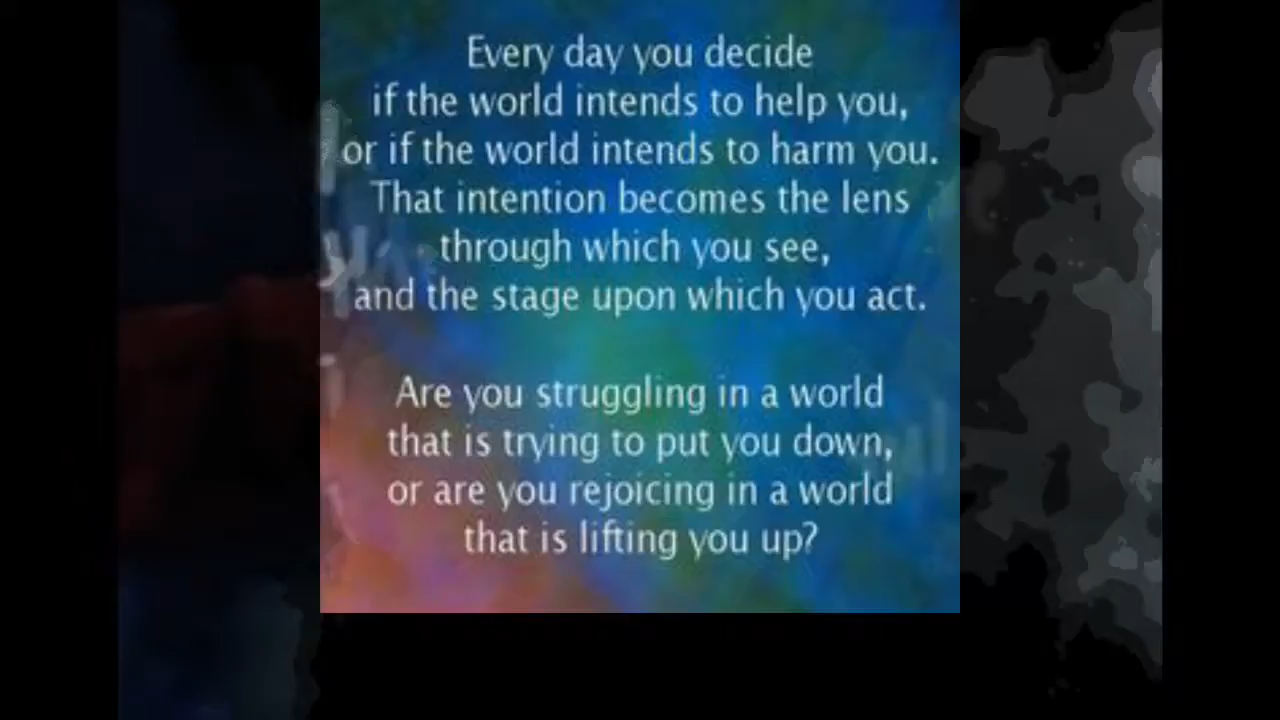 Every day you decide
if the world intends to help you,
or if the world intends to harm you.
That intention becomes the lens
through which you see,
and the stage upon which you act.
Are you struggling in a world
that is trying to put you down,
or are you rejoicing in a world
that is lifting you up?